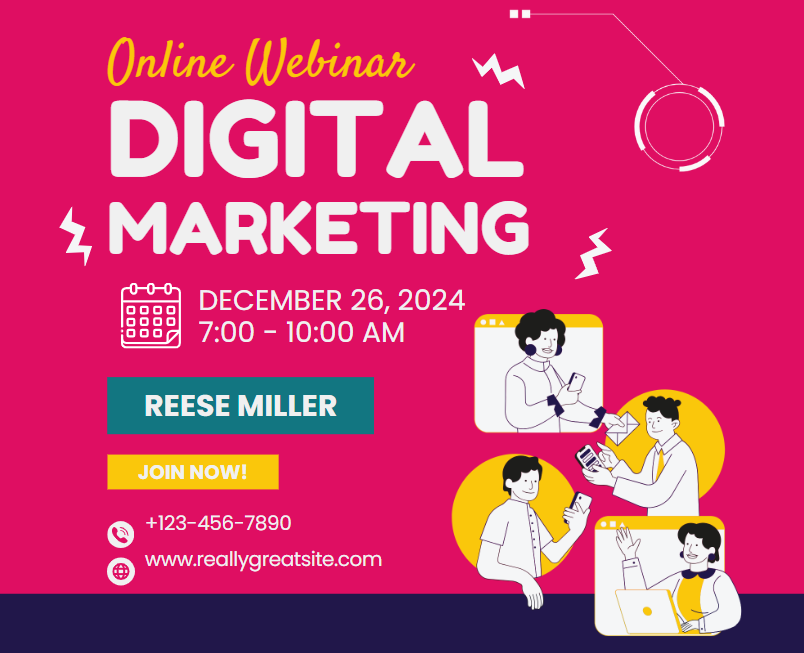 Online Webinar
DIGITAL
MARKETING
DECEMBER 26, 2024
7:00 - 10:00 AM
REESE MILLER
JOIN NOW!
+123-456-7890
www.reallygreatsite.com